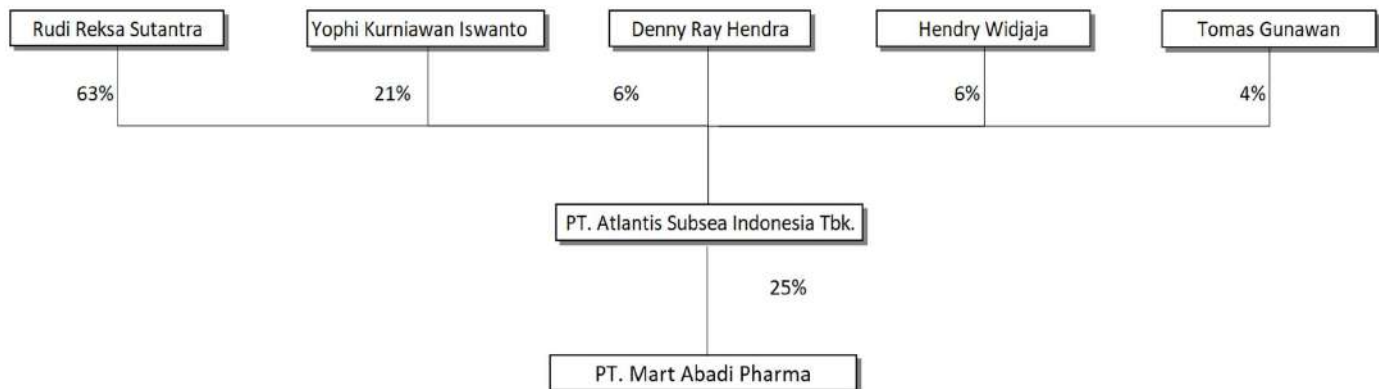 Rudi Reksa Sutantra
Yophi Kurniawan Iswanto
Denny Ray Hendra
Hendry Widjaja
Tomas Gunawan
63%
21%
6%
6%
4%
PT. Atlantis Subsea Indonesia Tbk.
25%
PT. Mart Abadi Pharma